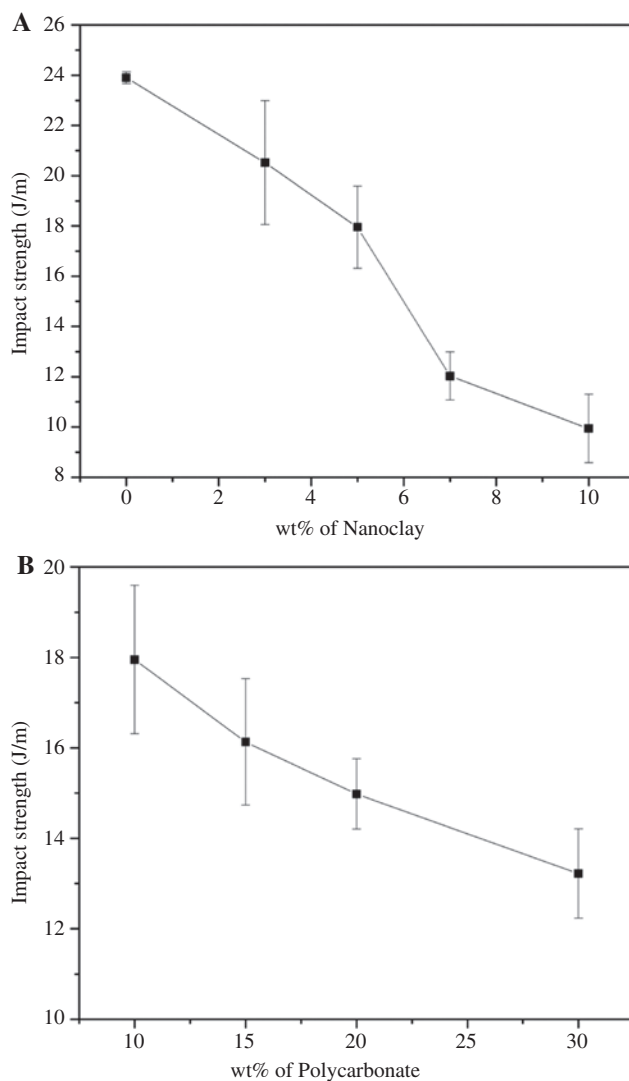 A
26
24
22
20
18
16
14
12
10
8
Impact strength (J/m)
0 2 4 6 8 10
wt% of Nanoclay
B
20
18
16
14
12
10
Impact strength (J/m)
10 15 20 25 30
wt% of Polycarbonate